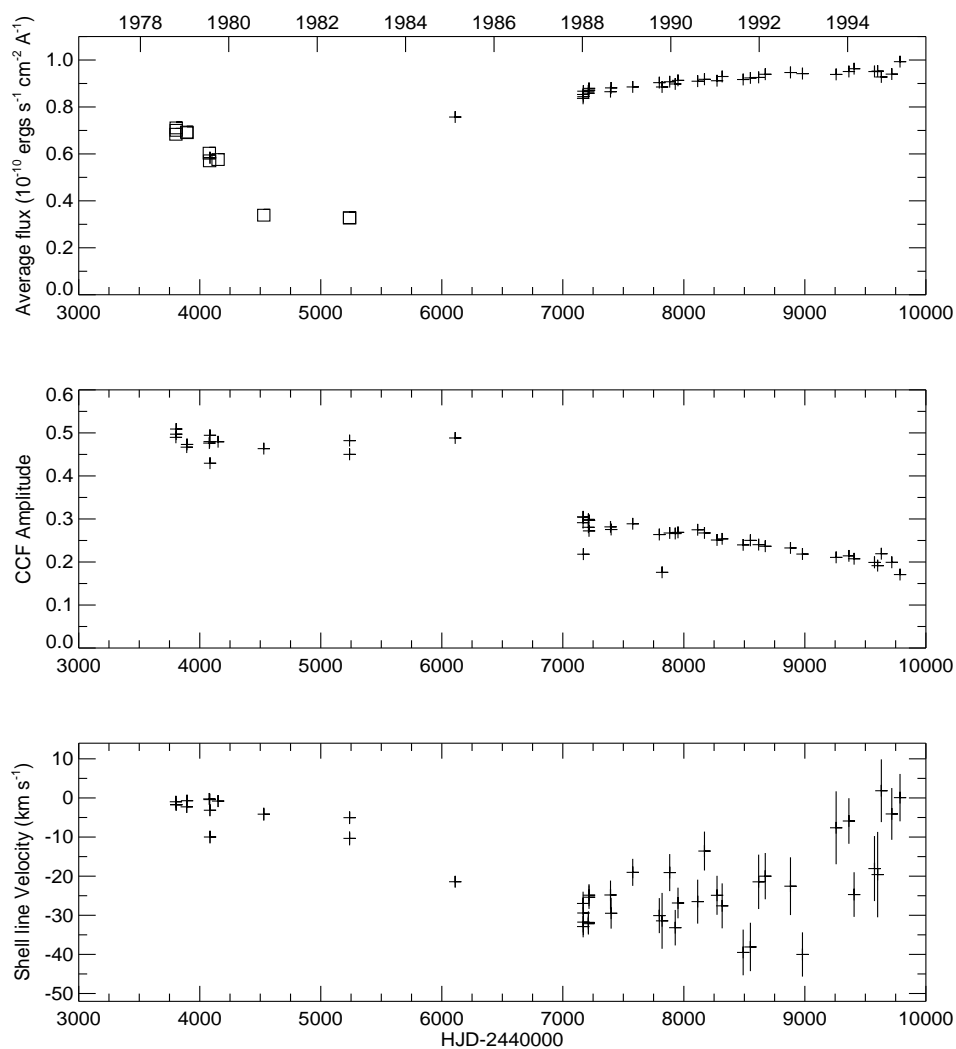 1978 1980 1982 1984 1986 1988 1990 1992 1994
1.0
0.8
0.6
0.4
0.2
0.0
Average flux (10⁻¹⁰ ergs s⁻¹ cm⁻² A⁻¹)
3000 4000 5000 6000 7000 8000 9000 10000
0.6
0.5
0.4
0.3
0.2
0.1
0.0
CCF Amplitude
3000 4000 5000 6000 7000 8000 9000 10000
10
0
-10
-20
-30
-40
-50
Shell line Velocity (km s⁻¹)
3000 4000 5000 6000 7000 8000 9000 10000
HJD-2440000